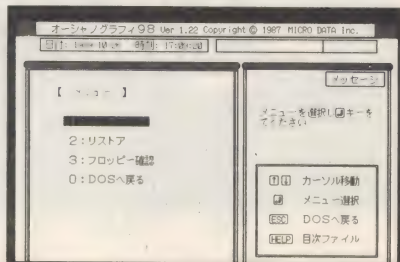 オーシャノグラフィ98 Ver 1.22 Copyright © 1987 MICRO DATA Inc.
時刻: 17:09:20
メッセージ
メニューを選択し↵キーを
てください
2:リストア
3:フロッピー確認
0:DOSへ戻る
↑↓ カーソル移動
↵ メニュー選択
ESC DOSへ戻る
HELP 目次ファイル